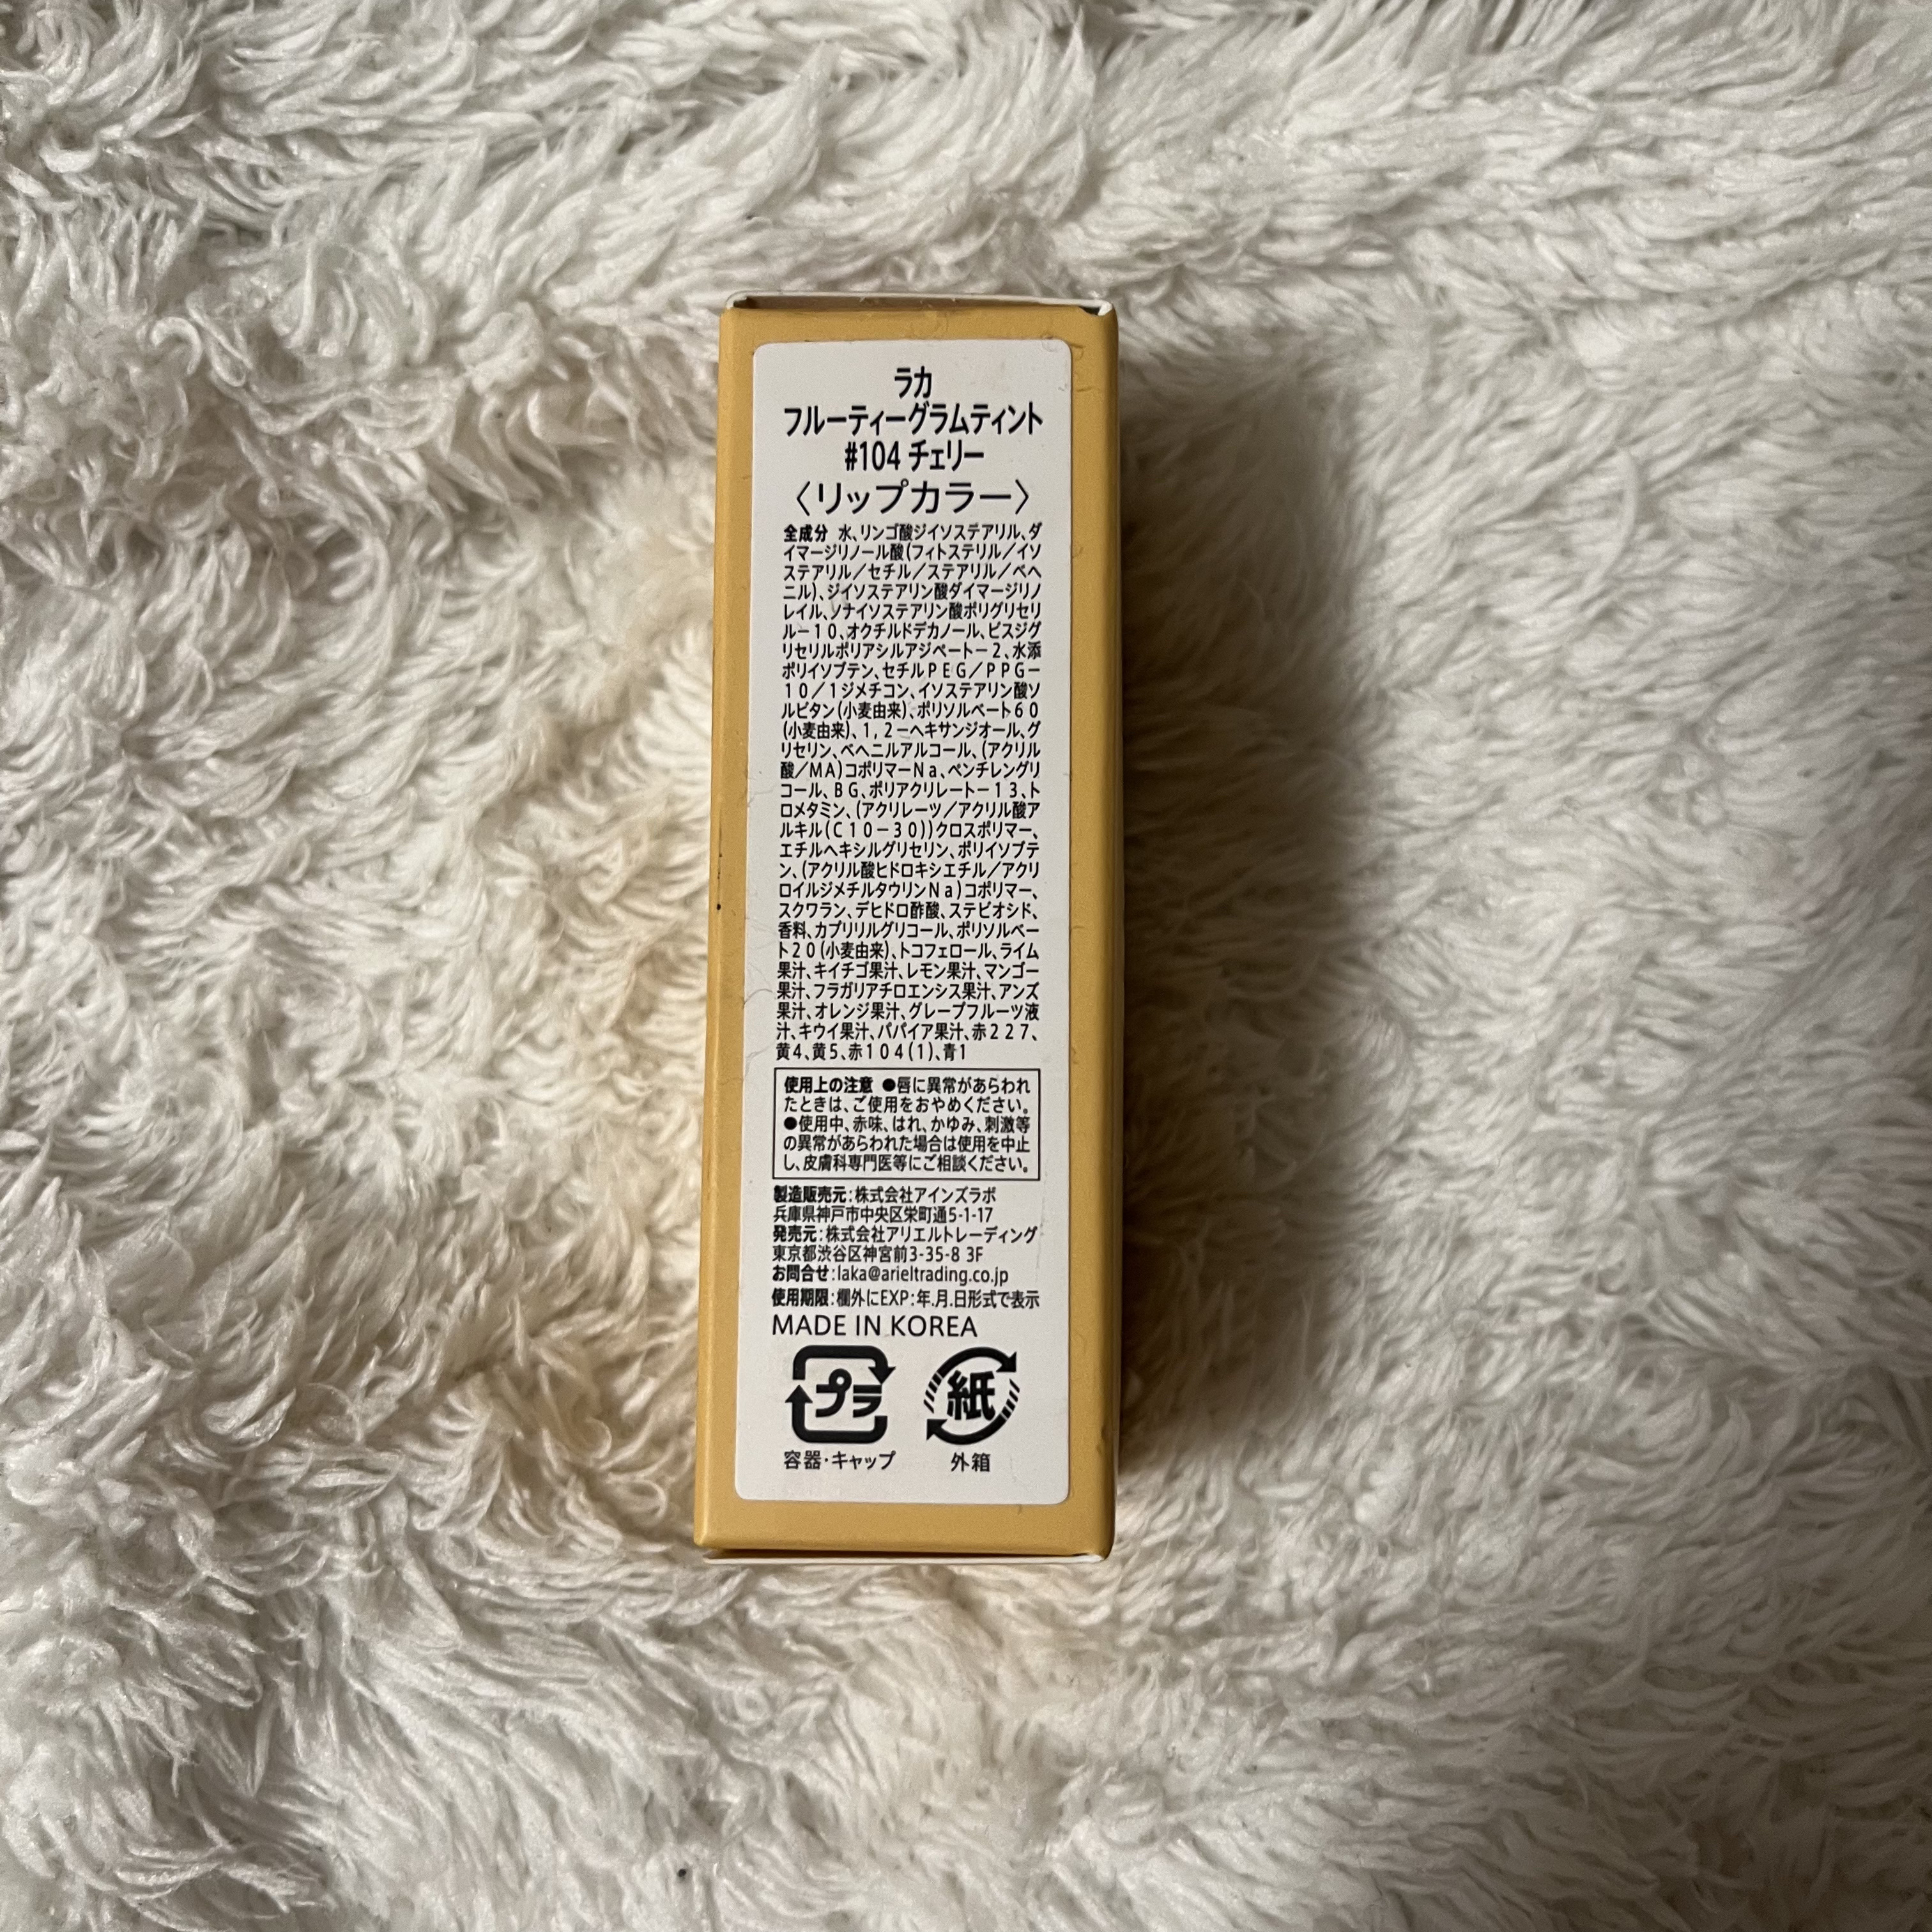 ラカ
フルーティーグラムティント
#104 チェリー
〈リップカラー〉
全成分 水、リンゴ酸ジイソステアリル、ダ
イマージリノール酸(フィトステリル／イソ
ステアリル／セチル／ステアリル／ベヘ
ニル)、ジイソステアリン酸ダイマージリノ
レイル、ソナイソステアリン酸ポリグリセリ
ル－１０、オクチルドデカノール、ビスジグ
リセリルポリアシルアジペート－２、水添
ポリイソブテン、セチルＰＥＧ／ＰＰＧ－
１０／１ジメチコン、イソステアリン酸ソ
ルビタン(小麦由来)、ポリソルベート６０
(小麦由来)、１,２－ヘキサンジオール、グ
リセリン、ベヘニルアルコール、(アクリル
酸／ＭＡ)コポリマーＮａ、ペンチレングリ
コール、ＢＧ、ポリアクリレート－１３、ト
ロメタミン、(アクリレーツ／アクリル酸ア
ルキル(Ｃ１０－３０))クロスポリマー、
エチルヘキシルグリセリン、ポリイソブテ
ン、(アクリル酸ヒドロキシエチル／アクリ
ロイルジメチルタウリンＮａ)コポリマー、
スクワラン、デヒドロ酢酸、ステビオシド、
香料、カプリリルグリコール、ポリソルベー
ト２０(小麦由来)、トコフェロール、ライム
果汁、キイチゴ果汁、レモン果汁、マンゴー
果汁、フラガリアチロエンシス果汁、アンズ
果汁、オレンジ果汁、グレープフルーツ液
汁、キウイ果汁、パパイア果汁、赤２２７、
黄4、黄5、赤１０４(１)、青1
使用上の注意 ●唇に異常があらわれ
たときは、ご使用をおやめください。
●使用中、赤味、はれ、かゆみ、刺激等
の異常があらわれた場合は使用を中止
し、皮膚科専門医等にご相談ください。
製造販売元：株式会社アインズラボ
兵庫県神戸市中央区栄町通5-1-17
発売元：株式会社アリエルトレーディング
東京都渋谷区神宮前3-35-8 3F
お問合せ：laka@arieltrading.co.jp
使用期限：欄外にEXP：年.月.日形式で表示
MADE IN KOREA
プラ 紙
容器・キャップ 外箱